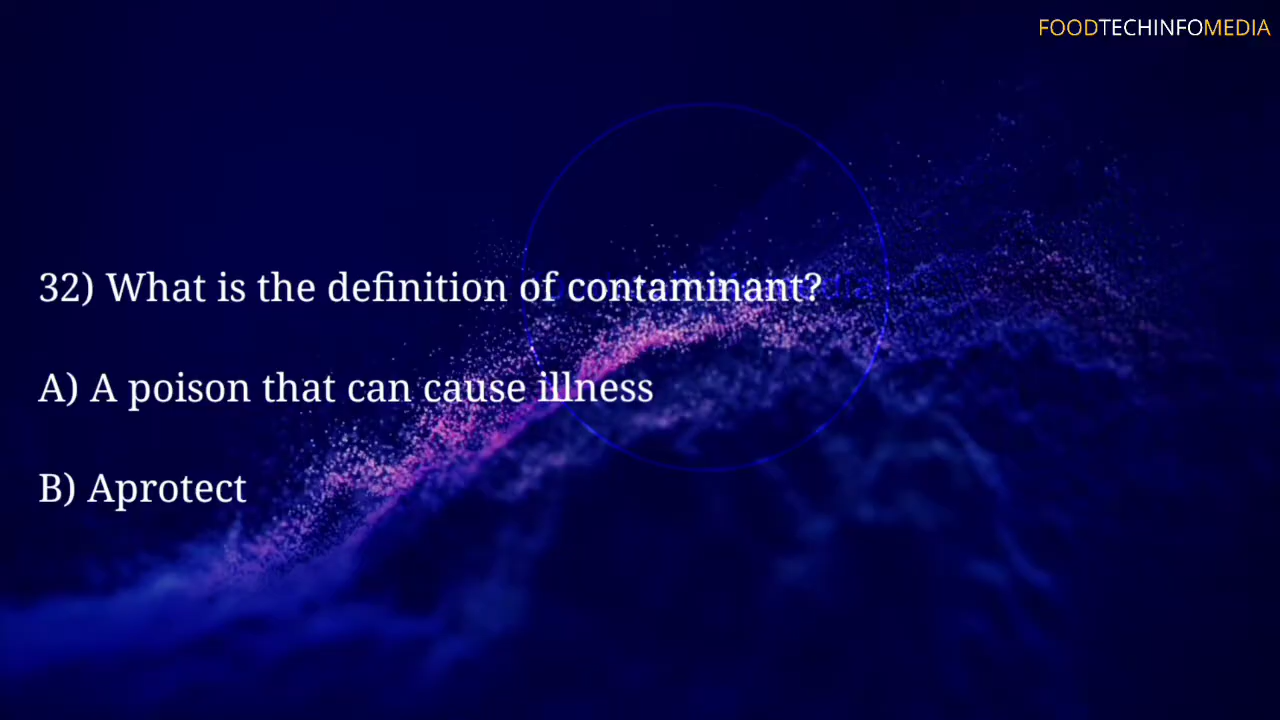 FOODTECHINFOMEDIA
32) What is the definition of contaminant?
A) A poison that can cause illness
B) Aprotect